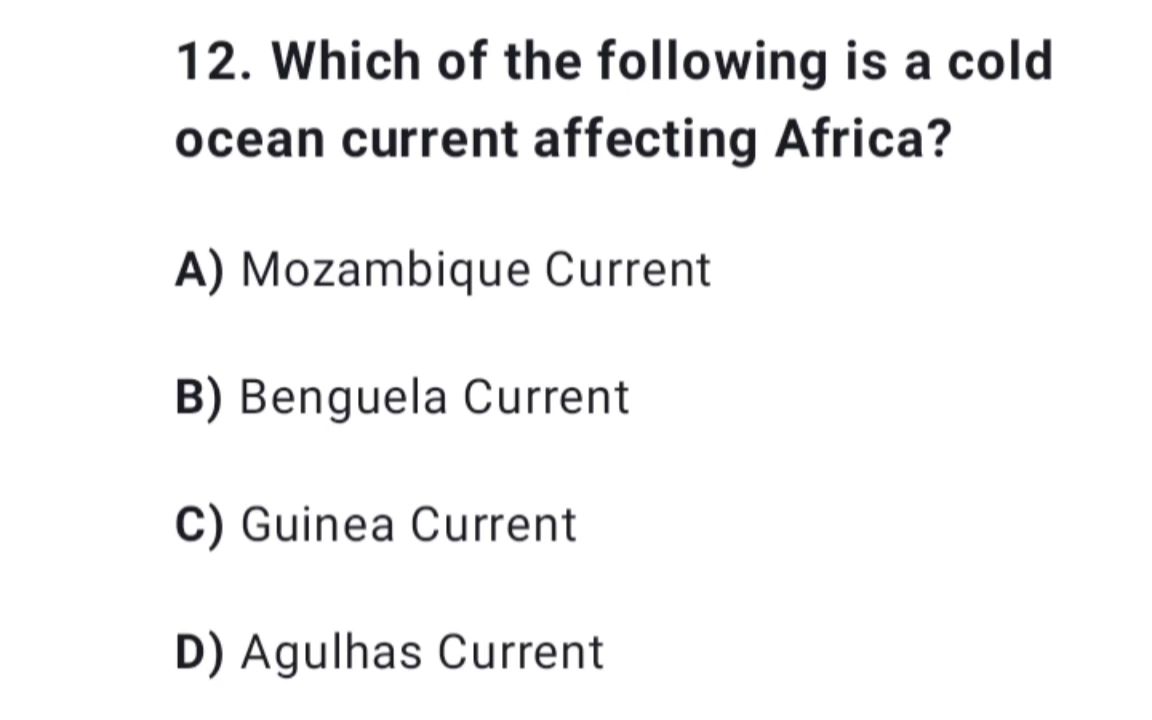 12. Which of the following is a cold
ocean current affecting Africa?
A) Mozambique Current
B) Benguela Current
C) Guinea Current
D) Agulhas Current